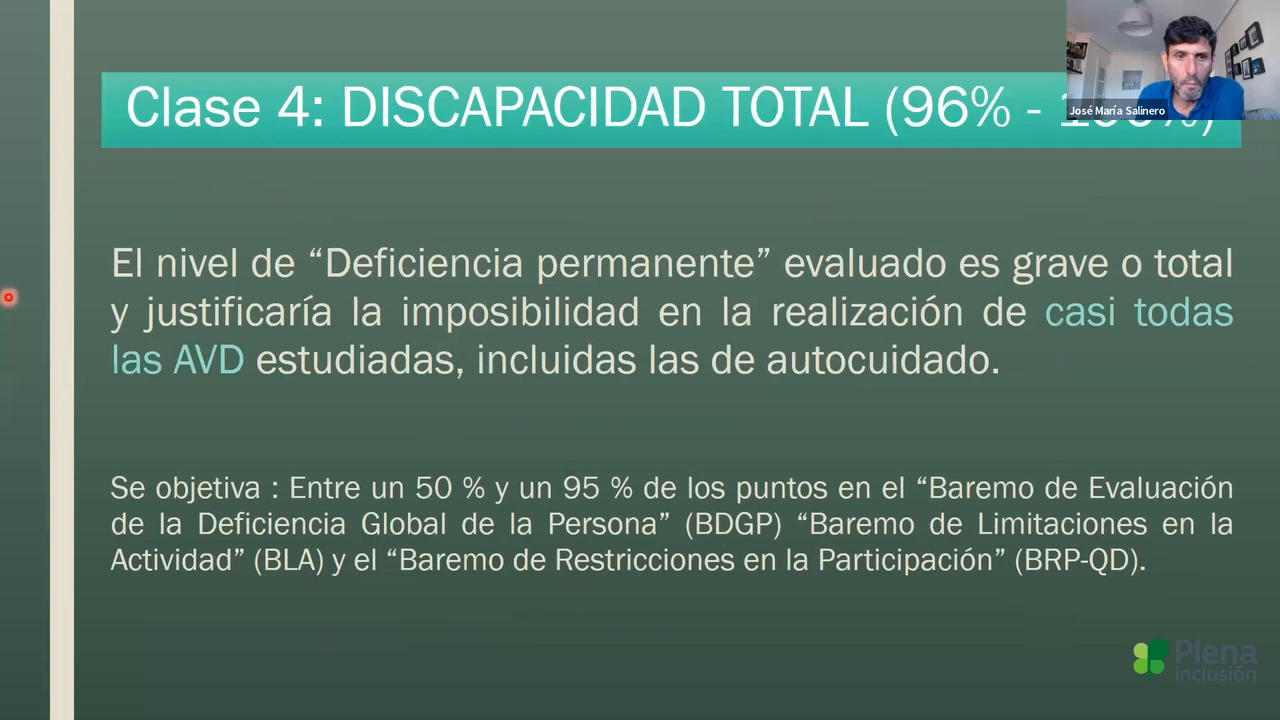 Clase 4: DISCAPACIDAD TOTAL (96% -
José María Salinero
El nivel de “Deficiencia permanente” evaluado es grave o total
y justificaría la imposibilidad en la realización de casi todas
las AVD estudiadas, incluidas las de autocuidado.
Se objetiva : Entre un 50 % y un 95 % de los puntos en el “Baremo de Evaluación
de la Deficiencia Global de la Persona” (BDGP) “Baremo de Limitaciones en la
Actividad” (BLA) y el “Baremo de Restricciones en la Participación” (BRP-QD).
Plena
inclusión